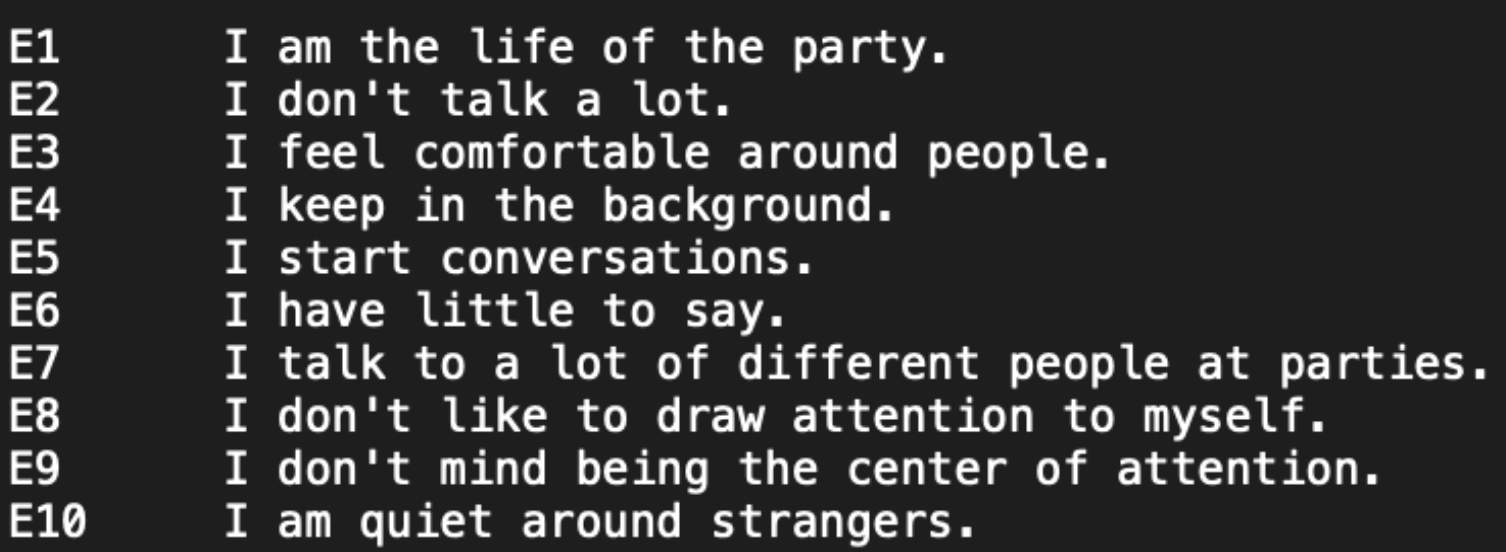 E1 I am the life of the party.
E2 I don't talk a lot.
E3 I feel comfortable around people.
E4 I keep in the background.
E5 I start conversations.
E6 I have little to say.
E7 I talk to a lot of different people at parties.
E8 I don't like to draw attention to myself.
E9 I don't mind being the center of attention.
E10 I am quiet around strangers.